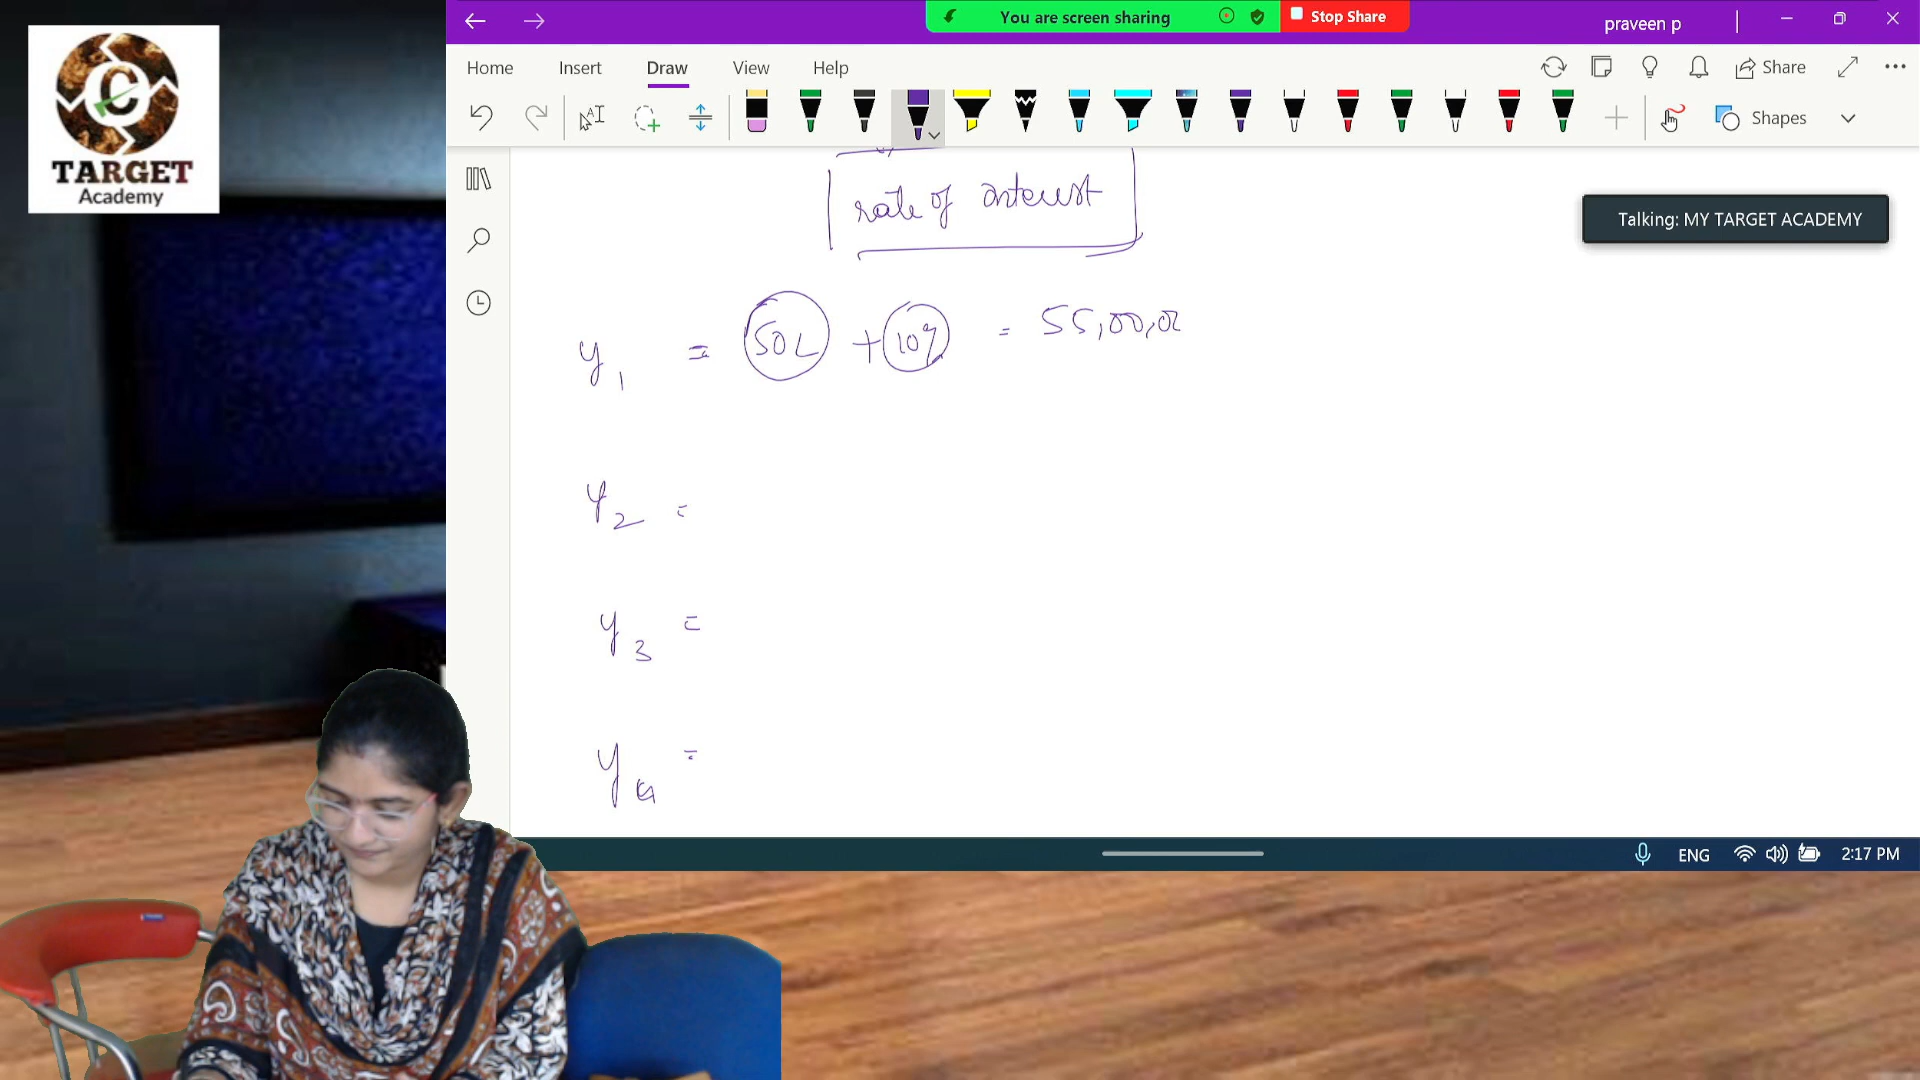 You are screen sharing
Stop Share
praveen p
Home Insert Draw View Help
Share
Shapes
TARGET
Academy
Talking: MY TARGET ACADEMY
rate of interest
y1 = 50L + 10% = 55,00,00
y2 =
y3 =
y4 =
ENG 2:17 PM